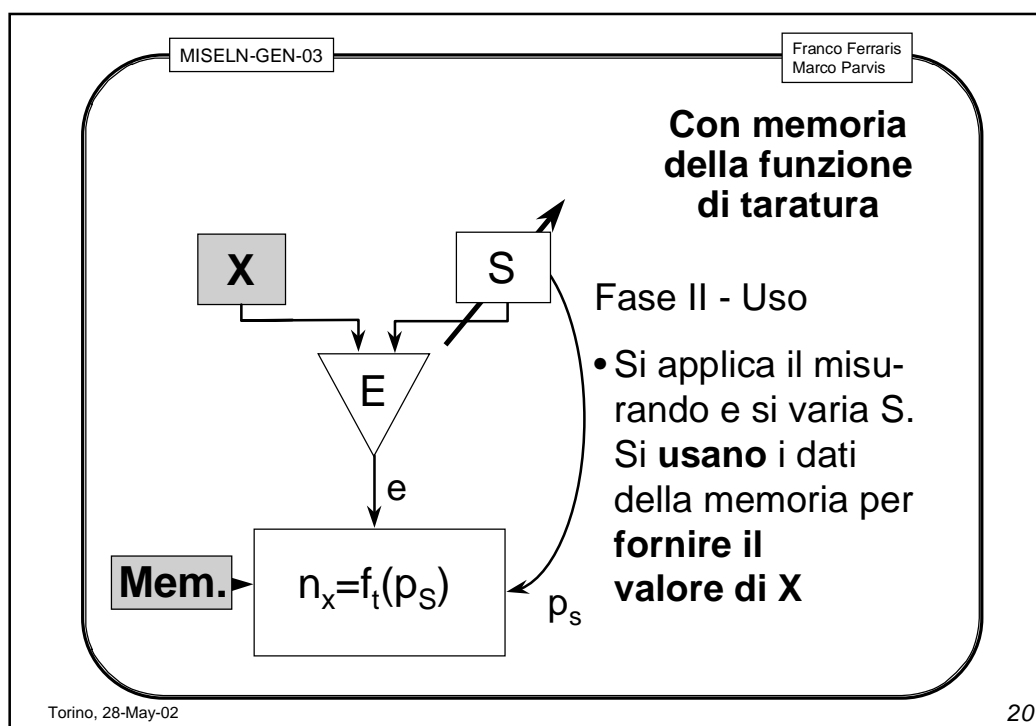 MISELN-GEN-03
Franco Ferraris
Marco Parvis
Con memoria
della funzione
di taratura
X
S
E
e
Mem.
nₓ=fₜ(p_S)
p_s
Fase II - Uso
• Si applica il misu-
rando e si varia S.
Si usano i dati
della memoria per
fornire il
valore di X
Torino, 28-May-02
20